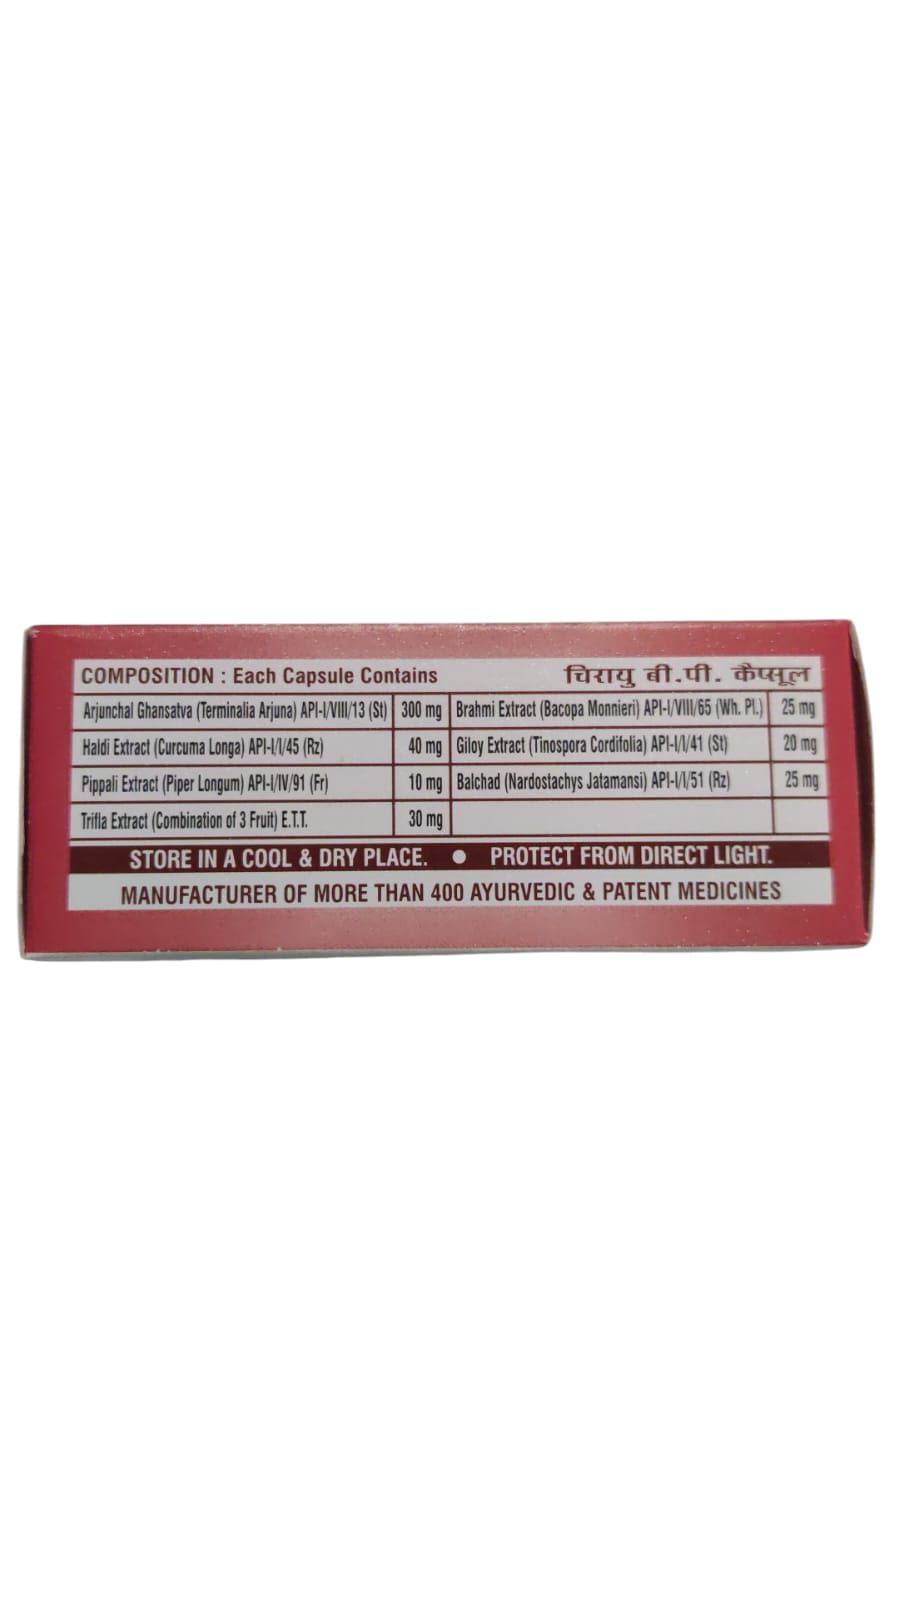 COMPOSITION : Each Capsule Contains चिरायु बी.पी. कैप्सूल
Arjunchal Ghansatva (Terminalia Arjuna) API-I/VIII/13 (St) 300 mg Brahmi Extract (Bacopa Monnieri) API-I/VIII/65 (Wh. Pl.) 25 mg
Haldi Extract (Curcuma Longa) API-I/I/45 (Rz) 40 mg Giloy Extract (Tinospora Cordifolia) API-I/I/41 (St) 20 mg
Pippali Extract (Piper Longum) API-I/IV/91 (Fr) 10 mg Balchad (Nardostachys Jatamansi) API-I/I/51 (Rz) 25 mg
Trifla Extract (Combination of 3 Fruit) E.T.T. 30 mg
STORE IN A COOL & DRY PLACE. ● PROTECT FROM DIRECT LIGHT.
MANUFACTURER OF MORE THAN 400 AYURVEDIC & PATENT MEDICINES